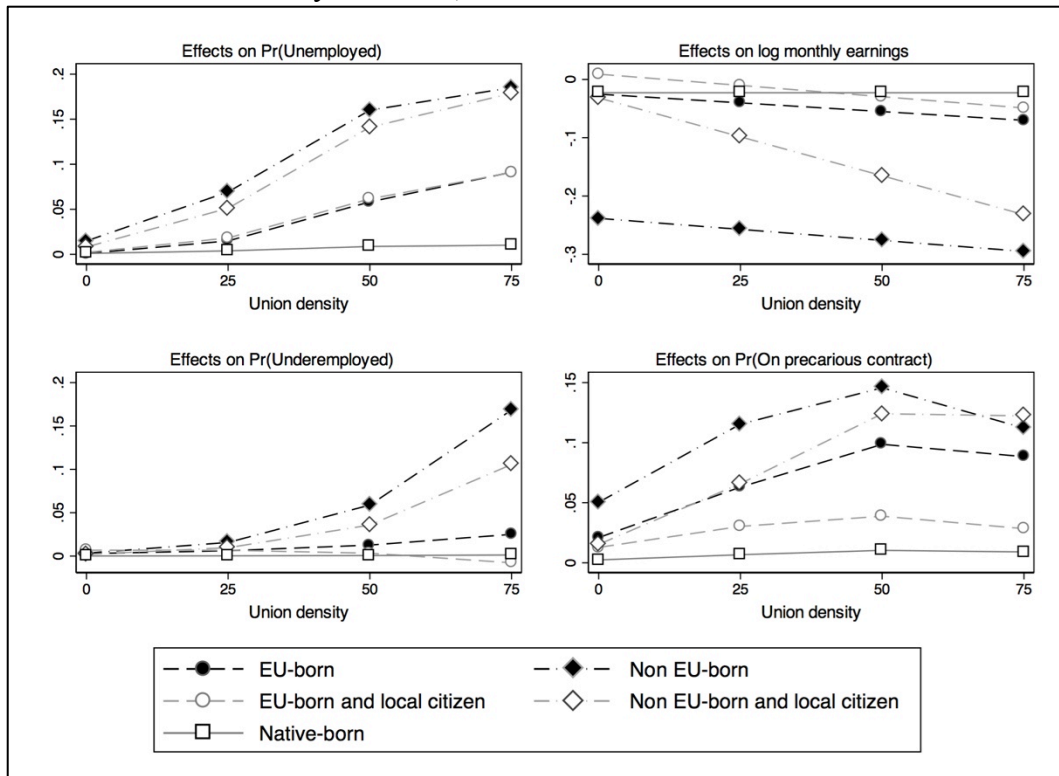 Effects on Pr(Unemployed)
.2
.15
.1
.05
0
0 25 50 75
Union density
Effects on log monthly earnings
0
-.1
-.2
-.3
0 25 50 75
Union density
Effects on Pr(Underemployed)
.2
.15
.1
.05
0
0 25 50 75
Union density
Effects on Pr(On precarious contract)
.15
.1
.05
0
0 25 50 75
Union density
EU-born
Non EU-born
EU-born and local citizen
Non EU-born and local citizen
Native-born